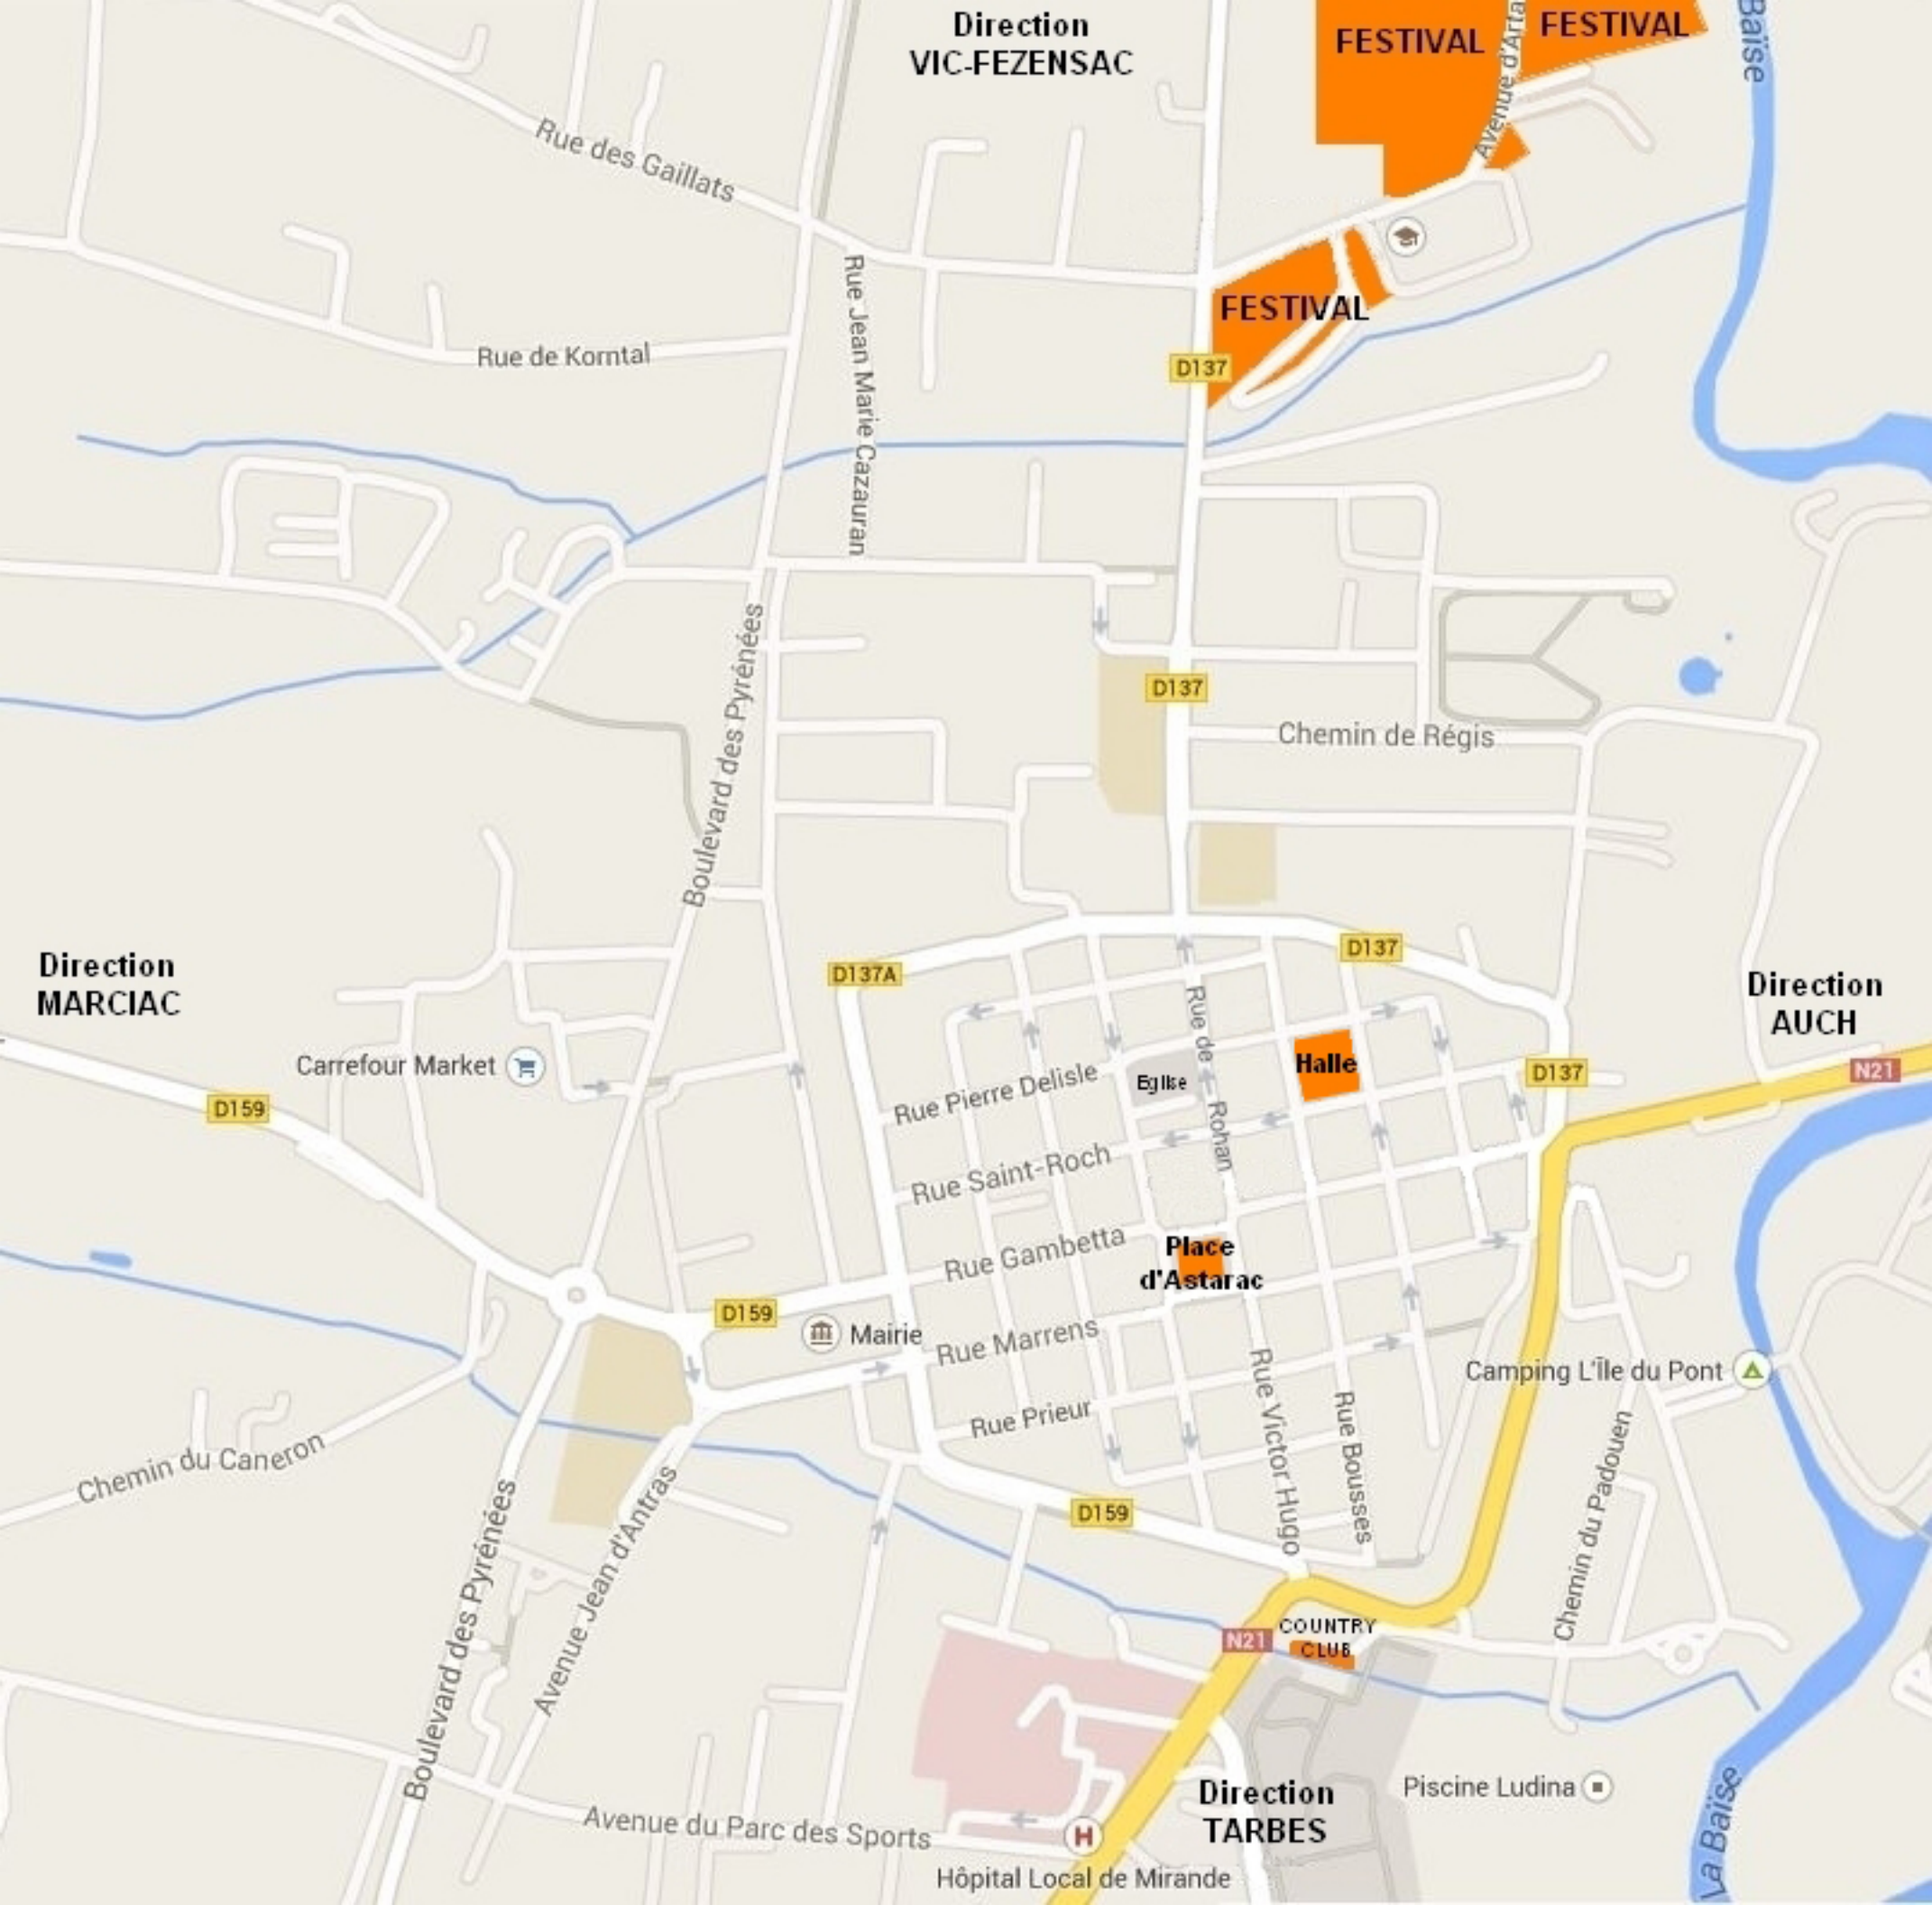 Direction
VIC-FEZENSAC
FESTIVAL
FESTIVAL
Avenue d'Arta
Baïse
Rue des Gaillats
FESTIVAL
Rue de Korntal
D137
Rue Jean Marie Cazauran
Boulevard des Pyrénées
D137
Chemin de Régis
Direction
MARCIAC
D137A
D137
Direction
AUCH
Carrefour Market
D159
Rue de Rohan
Halle
Eglise
D137
N21
Rue Pierre Delisle
Rue Saint-Roch
Rue Gambetta
Place
d'Astarac
D159
Mairie
Rue Marrens
Camping L'Île du Pont
Rue Prieur
Rue Victor Hugo
Rue Bousses
Chemin du Padouen
Chemin du Caneron
Boulevard des Pyrénées
Avenue Jean d'Antras
D159
N21
COUNTRY
CLUB
Direction
TARBES
Piscine Ludina
La Baïse
Avenue du Parc des Sports
H
Hôpital Local de Mirande